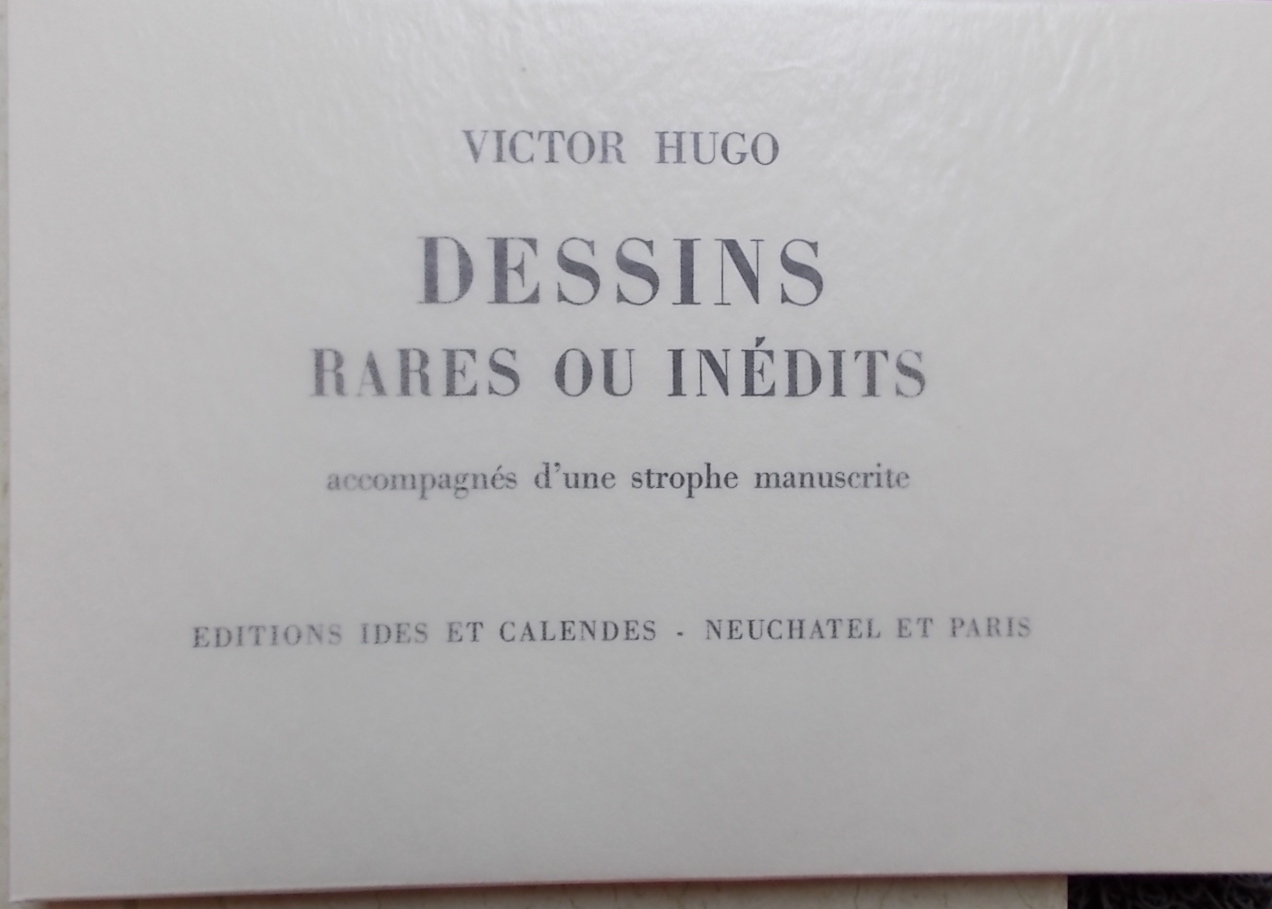 VICTOR HUGO
DESSINS
RARES OU INÉDITS
accompagnés d'une strophe manuscrite
EDITIONS IDES ET CALENDES - NEUCHATEL ET PARIS